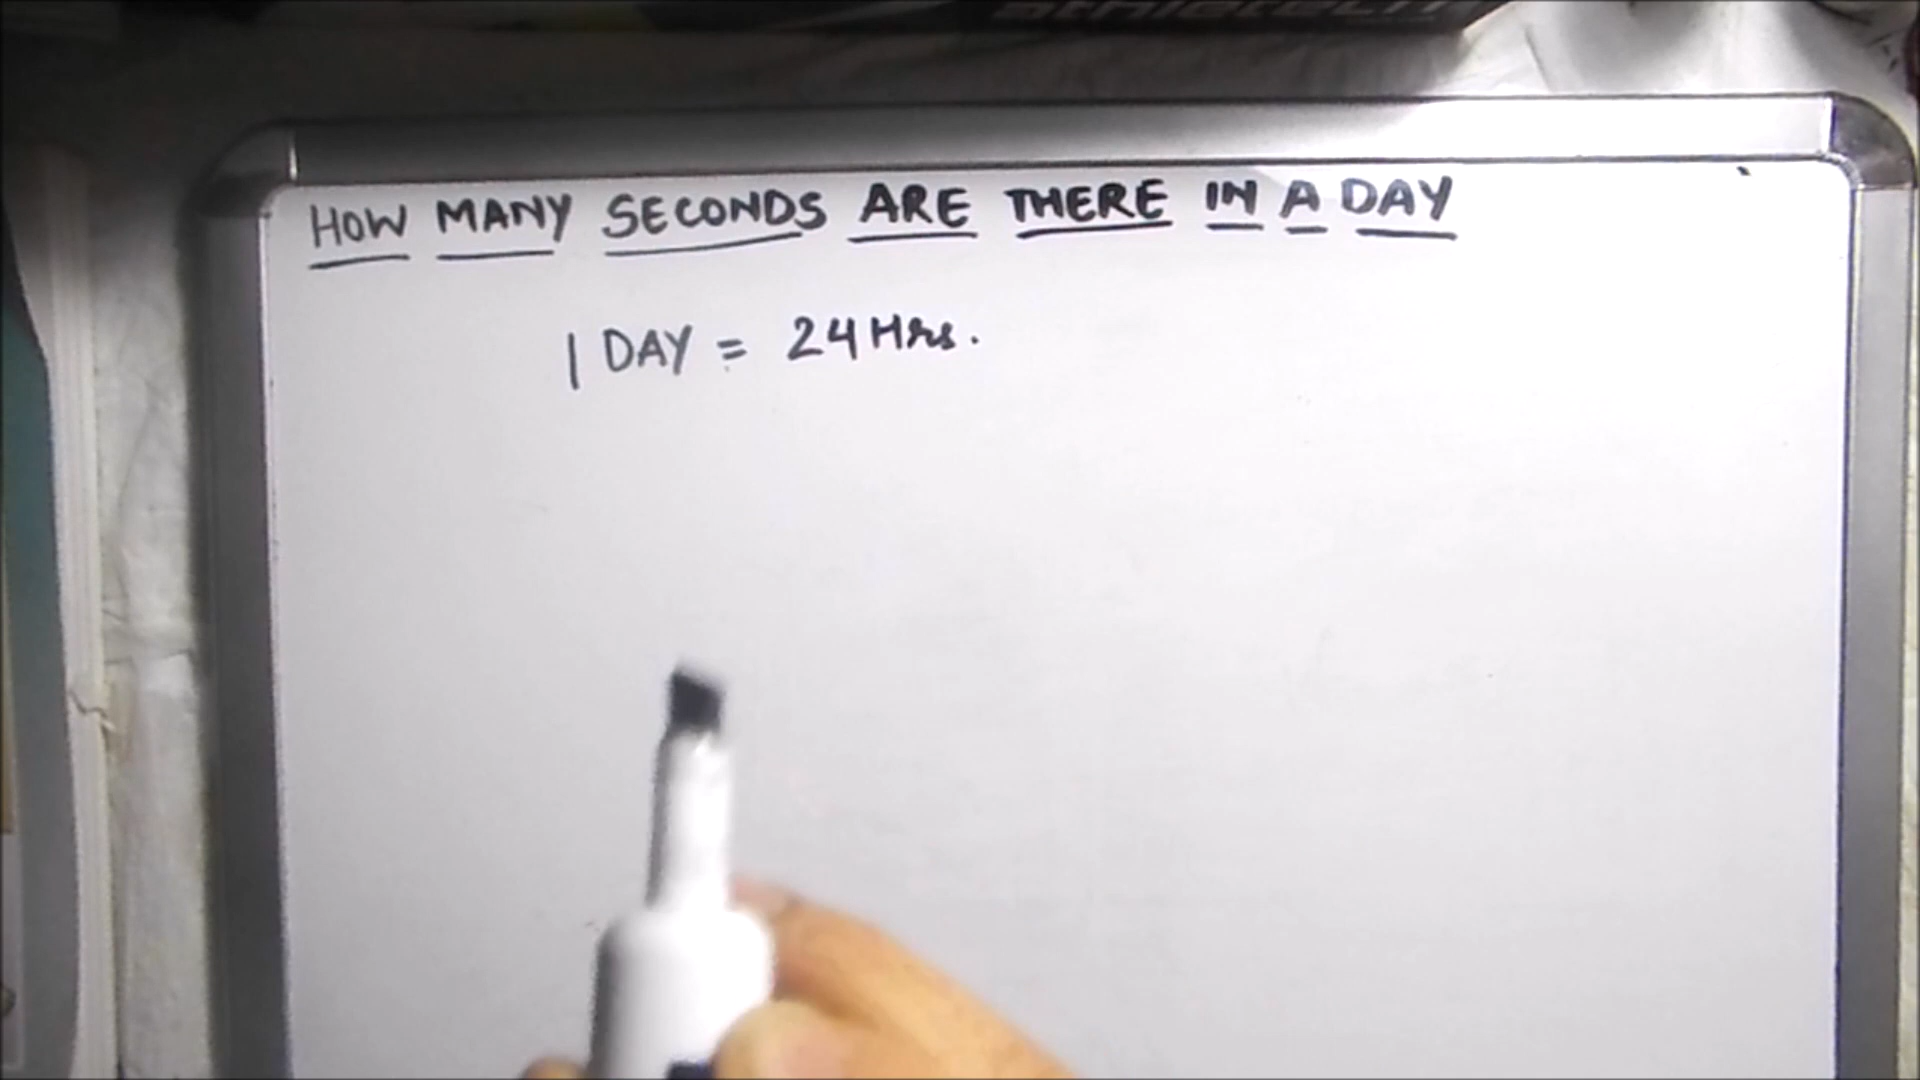 HOW MANY SECONDS ARE THERE IN A DAY
1 DAY = 24 Hrs.